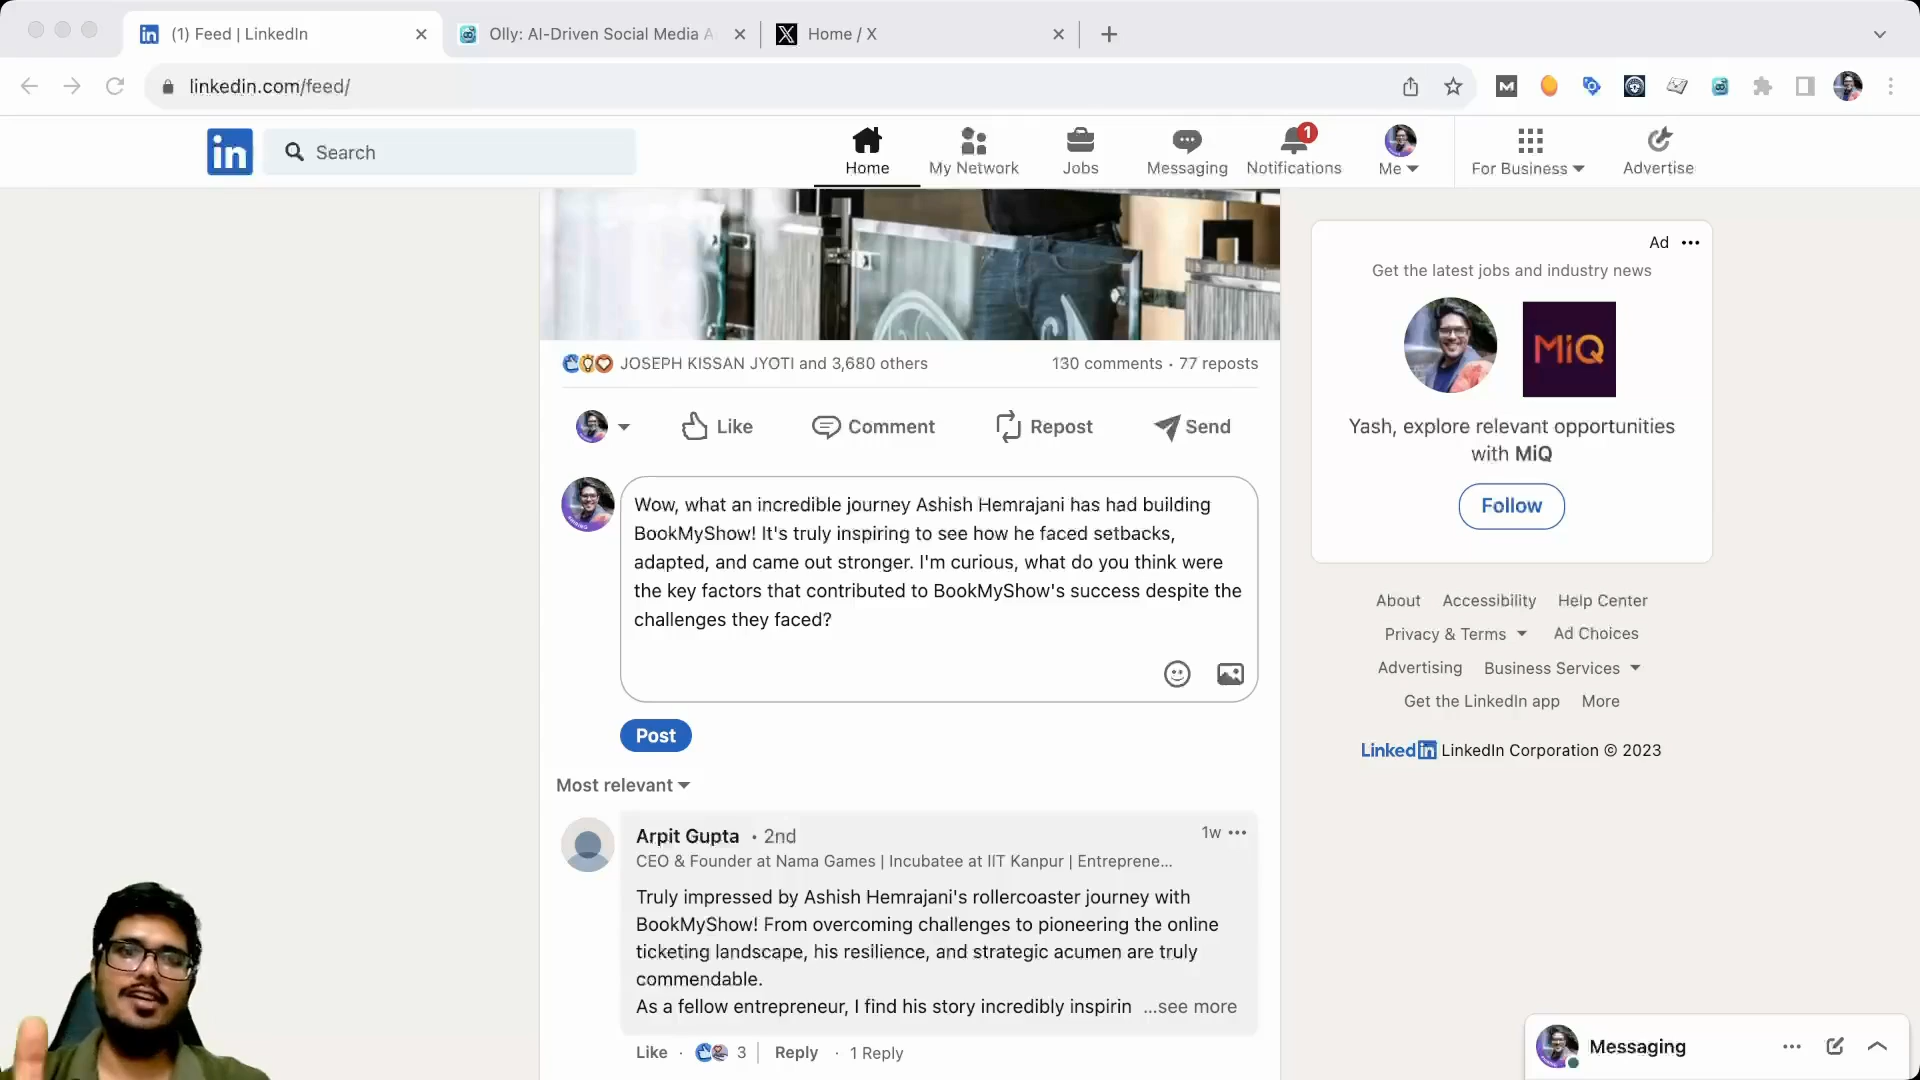 (1) Feed | LinkedIn
Olly: AI-Driven Social Media A
Home / X
linkedin.com/feed/
in
Search
Home
My Network
Jobs
Messaging
1
Notifications
Me
For Business
Advertise
Ad
Get the latest jobs and industry news
MiQ
Yash, explore relevant opportunities
with MiQ
Follow
JOSEPH KISSAN JYOTI and 3,680 others
130 comments • 77 reposts
Like
Comment
Repost
Send
Wow, what an incredible journey Ashish Hemrajani has had building
BookMyShow! It's truly inspiring to see how he faced setbacks,
adapted, and came out stronger. I'm curious, what do you think were
the key factors that contributed to BookMyShow's success despite the
challenges they faced?
Post
Most relevant
Arpit Gupta • 2nd
1w
CEO & Founder at Nama Games | Incubatee at IIT Kanpur | Entreprene...
Truly impressed by Ashish Hemrajani's rollercoaster journey with
BookMyShow! From overcoming challenges to pioneering the online
ticketing landscape, his resilience, and strategic acumen are truly
commendable.
As a fellow entrepreneur, I find his story incredibly inspirin ...see more
Like · 3 | Reply · 1 Reply
About Accessibility Help Center
Privacy & Terms Ad Choices
Advertising Business Services
Get the LinkedIn app More
LinkedIn LinkedIn Corporation © 2023
Messaging